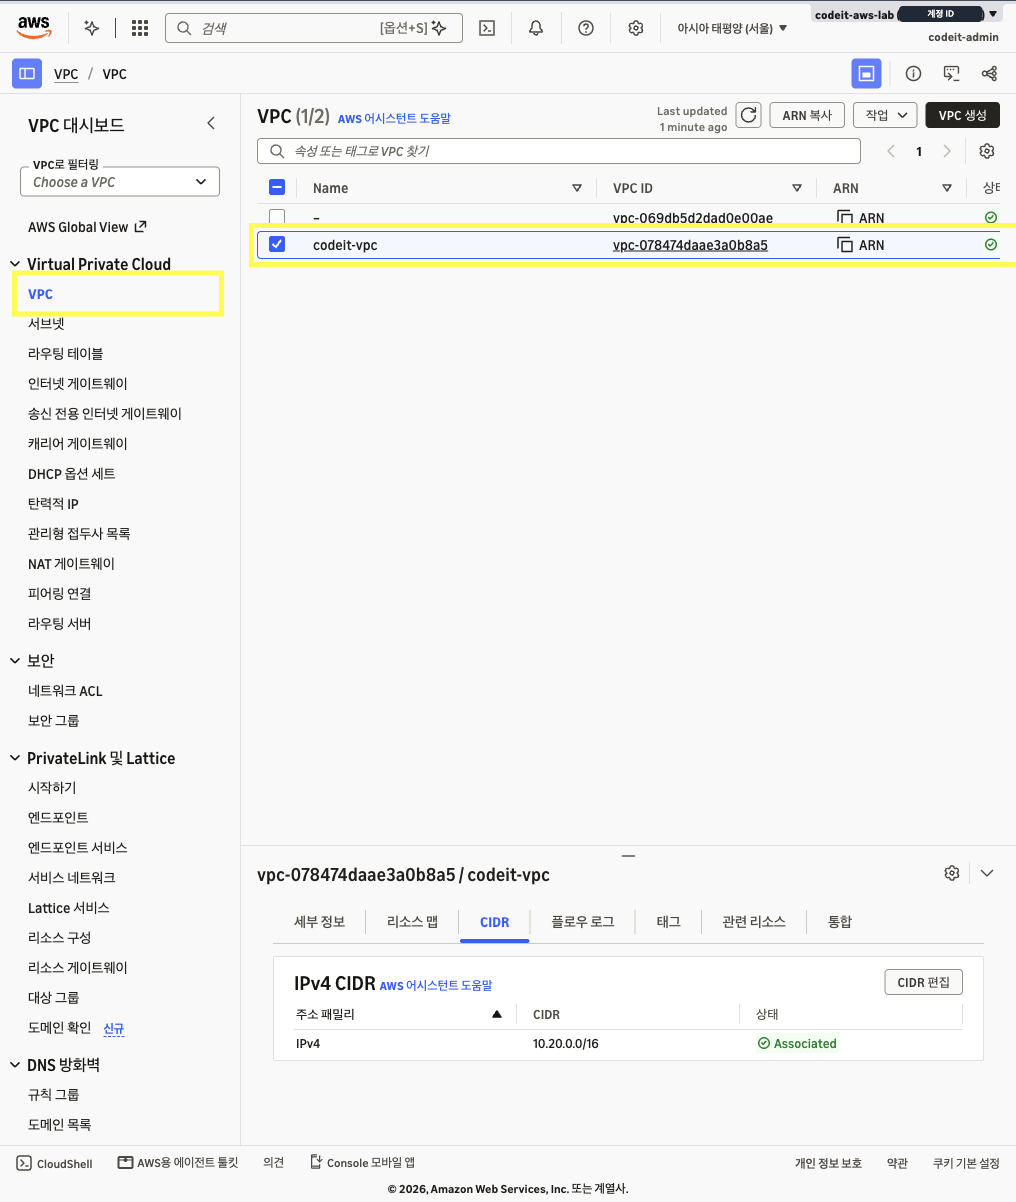 aws
검색
[옵션+S]
아시아 태평양 (서울)
codeit-aws-lab
계정 ID
codeit-admin
VPC / VPC
VPC 대시보드
VPC로 필터링
Choose a VPC
AWS Global View
Virtual Private Cloud
VPC
서브넷
라우팅 테이블
인터넷 게이트웨이
송신 전용 인터넷 게이트웨이
캐리어 게이트웨이
DHCP 옵션 세트
탄력적 IP
관리형 접두사 목록
NAT 게이트웨이
피어링 연결
라우팅 서버
보안
네트워크 ACL
보안 그룹
PrivateLink 및 Lattice
시작하기
엔드포인트
엔드포인트 서비스
서비스 네트워크
Lattice 서비스
리소스 구성
리소스 게이트웨이
대상 그룹
도메인 확인 신규
DNS 방화벽
규칙 그룹
도메인 목록
VPC (1/2) AWS 어시스턴트 도움말
Last updated
1 minute ago
ARN 복사
작업
VPC 생성
속성 또는 태그로 VPC 찾기
1
Name VPC ID ARN 상태
– vpc-069db5d2dad0e00ae ARN
codeit-vpc vpc-078474daae3a0b8a5 ARN
vpc-078474daae3a0b8a5 / codeit-vpc
세부 정보 리소스 맵 CIDR 플로우 로그 태그 관련 리소스 통합
IPv4 CIDR AWS 어시스턴트 도움말
CIDR 편집
주소 패밀리 CIDR 상태
IPv4 10.20.0.0/16 Associated
CloudShell AWS용 에이전트 툴킷 의견 Console 모바일 앱 개인 정보 보호 약관 쿠키 기본 설정
© 2026, Amazon Web Services, Inc. 또는 계열사.